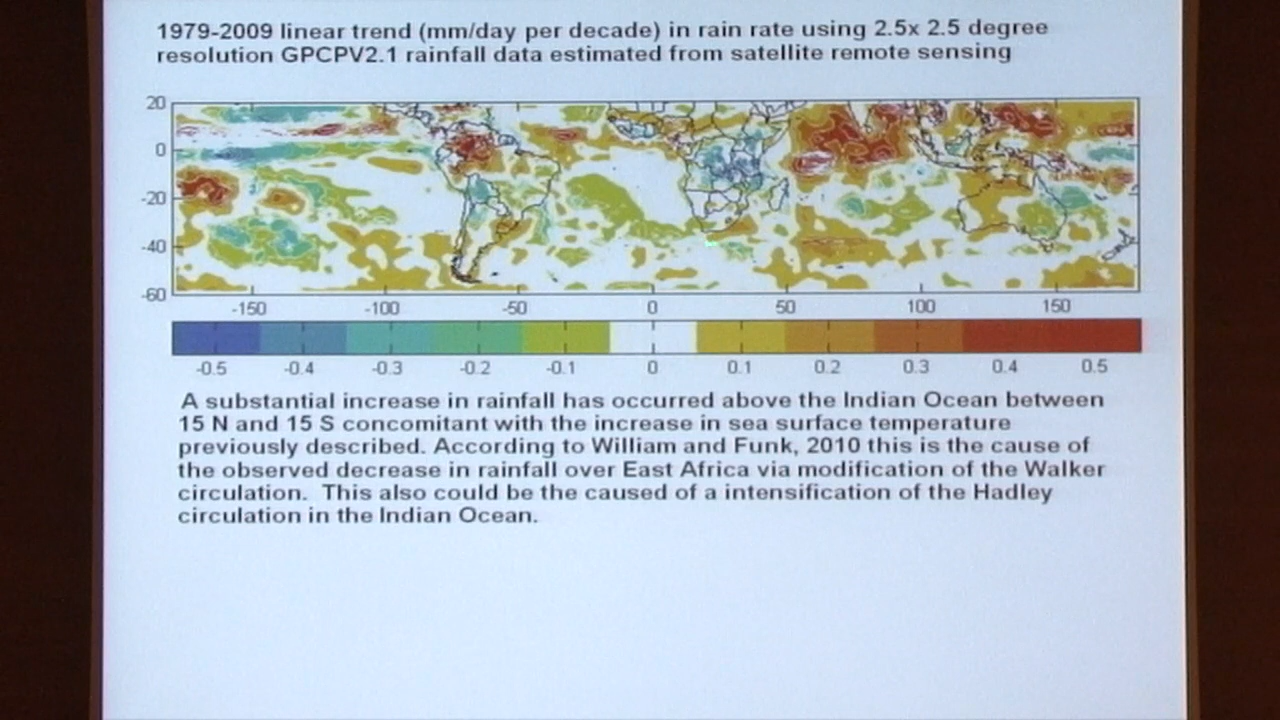 1979-2009 linear trend (mm/day per decade) in rain rate using 2.5x 2.5 degree
resolution GPCPV2.1 rainfall data estimated from satellite remote sensing
20
0
-20
-40
-60
-150 -100 -50 0 50 100 150
-0.5 -0.4 -0.3 -0.2 -0.1 0 0.1 0.2 0.3 0.4 0.5
A substantial increase in rainfall has occurred above the Indian Ocean between
15 N and 15 S concomitant with the increase in sea surface temperature
previously described. According to William and Funk, 2010 this is the cause of
the observed decrease in rainfall over East Africa via modification of the Walker
circulation. This also could be the caused of a intensification of the Hadley
circulation in the Indian Ocean.